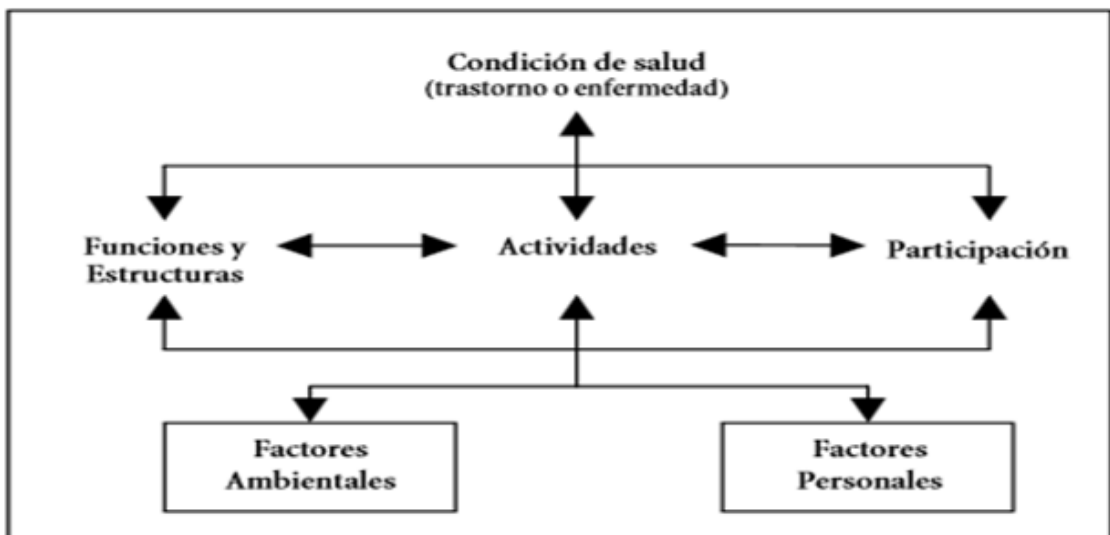 Condición de salud
(trastorno o enfermedad)
Funciones y
Estructuras
Actividades
Participación
Factores
Ambientales
Factores
Personales